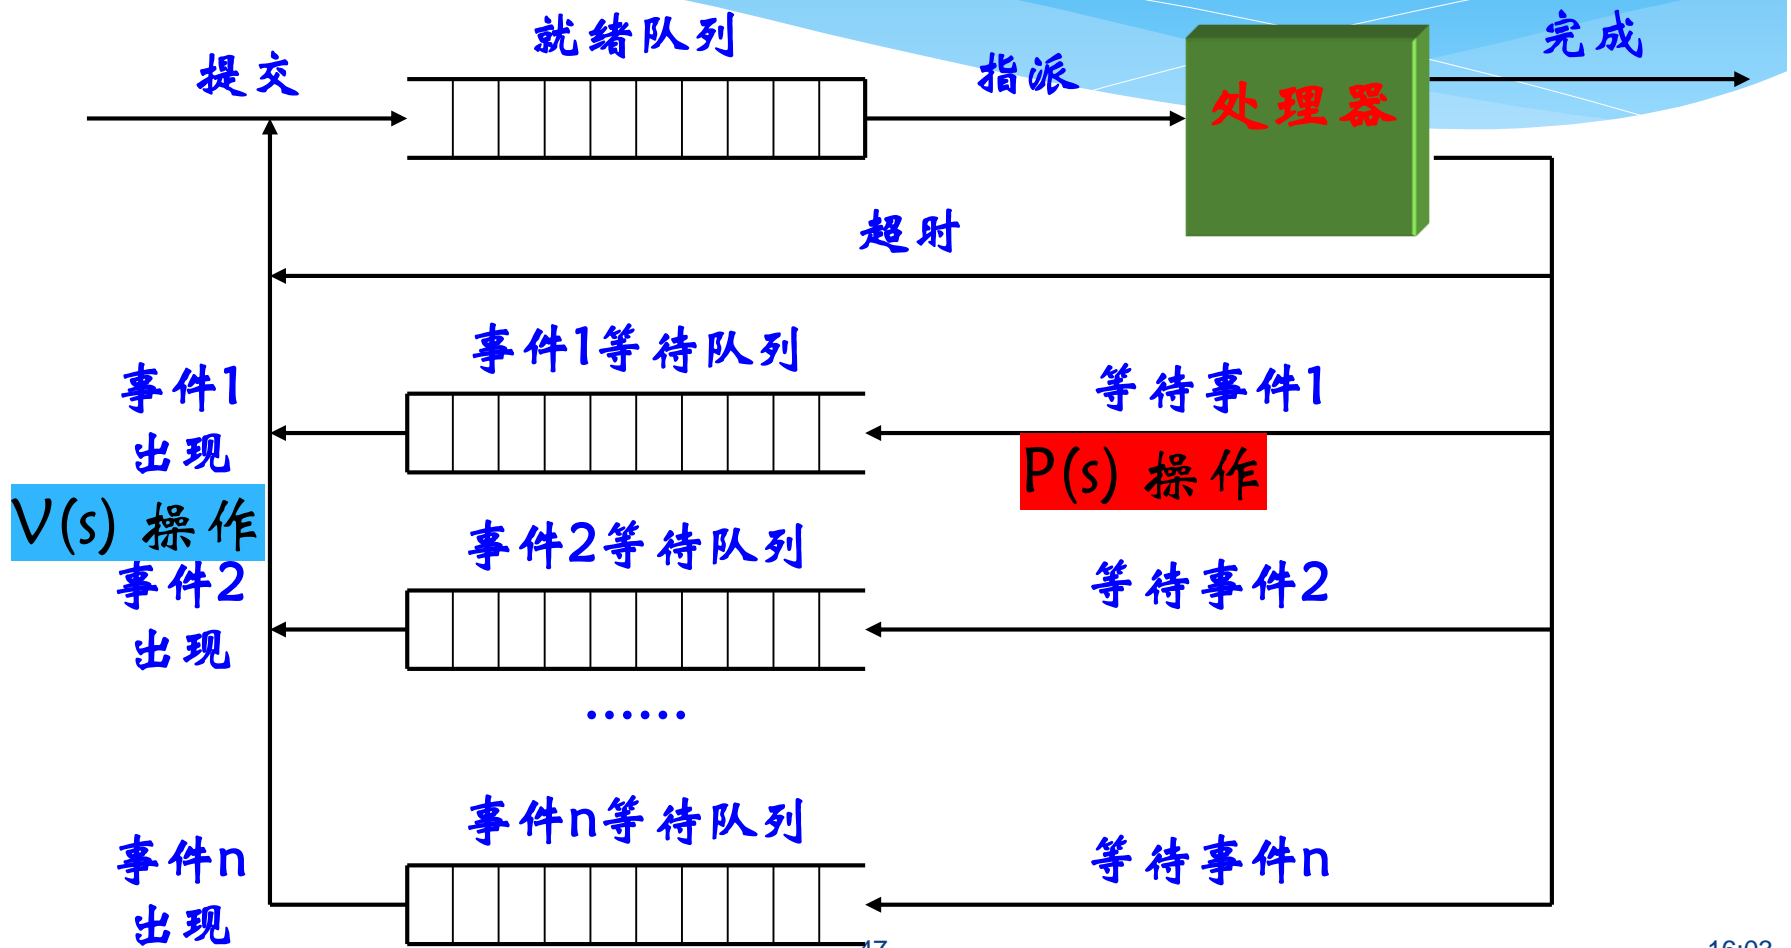 就绪队列
完成
提交
指派
处理器
超时
事件1等待队列
事件1
出现
等待事件1
P(s) 操作
V(s) 操作
事件2等待队列
事件2
出现
等待事件2
......
事件n等待队列
事件n
出现
等待事件n